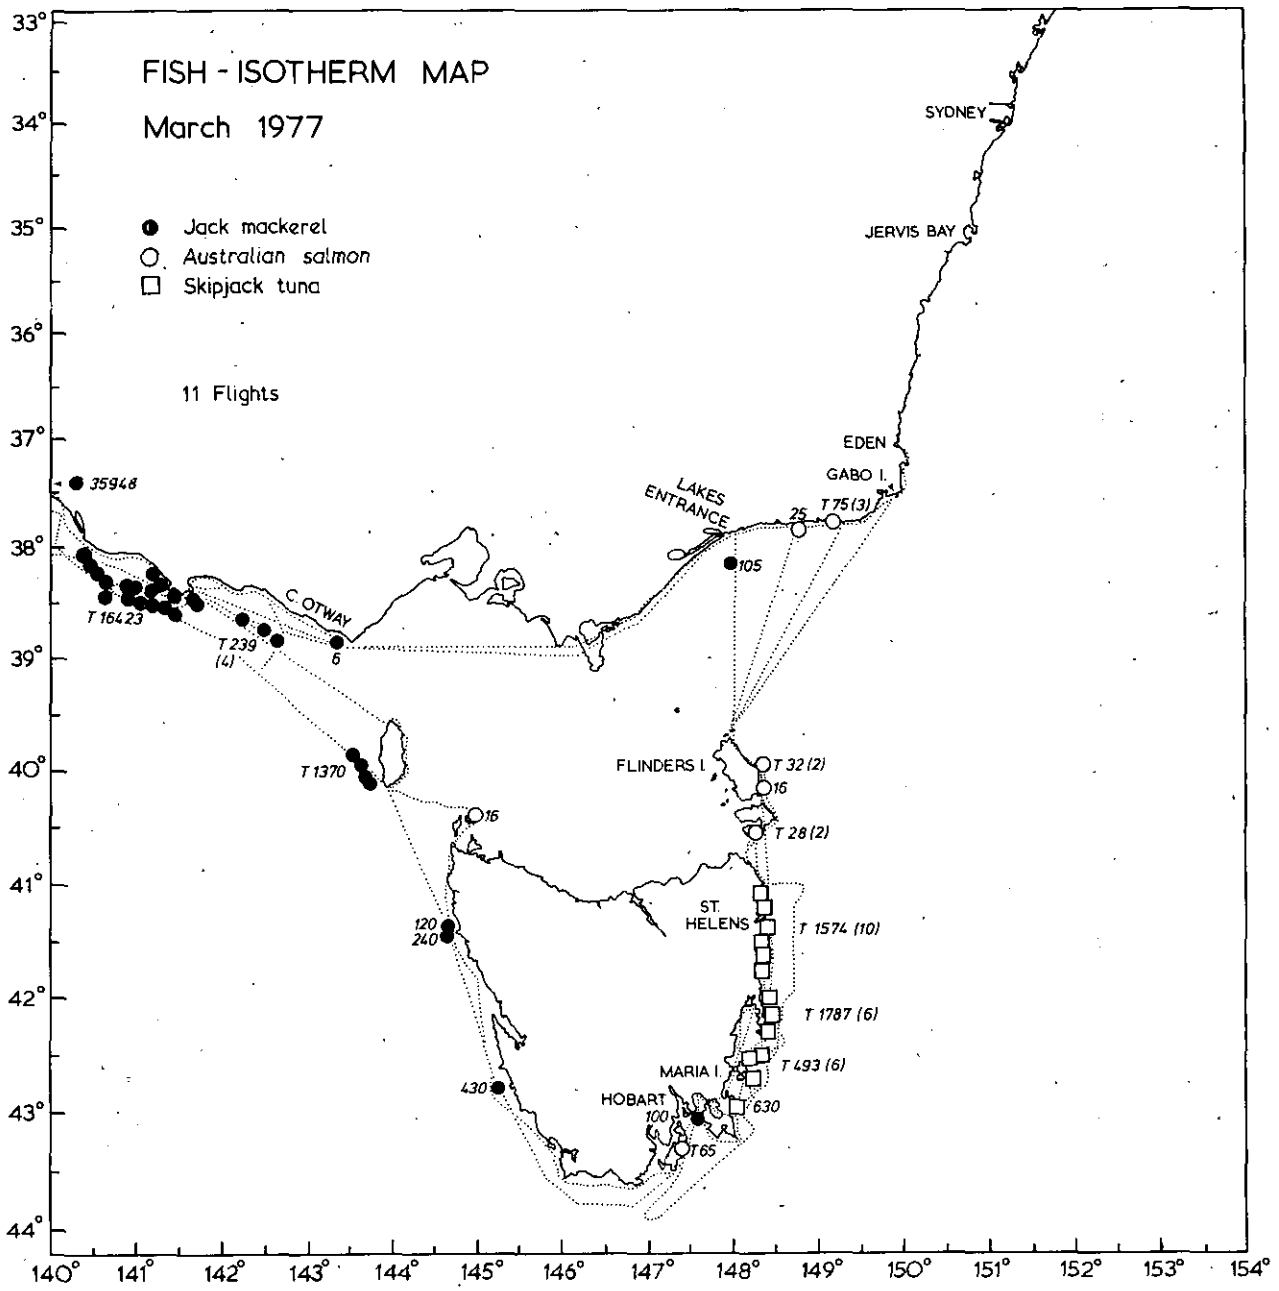 33°
FISH - ISOTHERM MAP
March 1977
SYDNEY
34°
Jack mackerel
Australian salmon
Skipjack tuna
35°
JERVIS BAY
36°
11 Flights
37°
EDEN
GABO I.
35948
LAKES
ENTRANCE
25
T 75 (3)
38°
105
C. OTWAY
T 16423
T 239
(4)
6
39°
FLINDERS I.
T 32 (2)
40°
T 1370
16
16
T 28 (2)
41°
ST.
HELENS
120
240
T 1574 (10)
42°
T 1787 (6)
MARIA I.
T 493 (6)
430
HOBART
100
630
43°
T 65
44°
140° 141° 142° 143° 144° 145° 146° 147° 148° 149° 150° 151° 152° 153° 154°